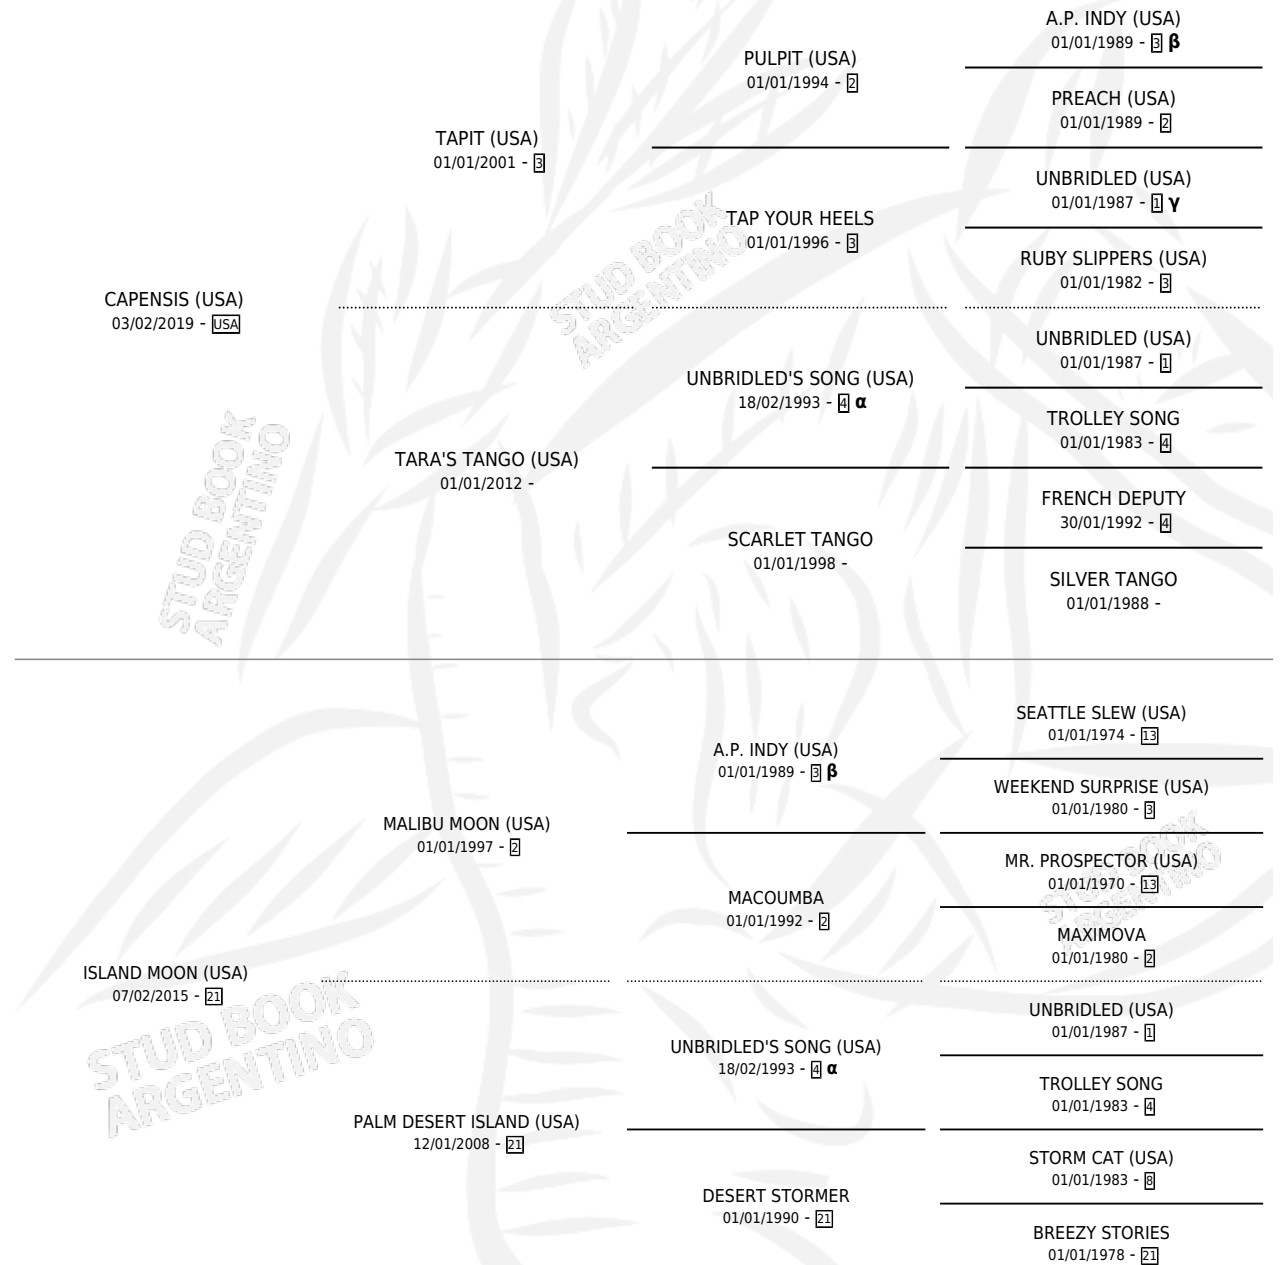 A.P. INDY (USA)
01/01/1989 - 3 β
PULPIT (USA)
01/01/1994 - 2
PREACH (USA)
01/01/1989 - 2
TAPIT (USA)
01/01/2001 - 3
UNBRIDLED (USA)
01/01/1987 - 1 γ
TAP YOUR HEELS
01/01/1996 - 3
RUBY SLIPPERS (USA)
01/01/1982 - 3
CAPENSIS (USA)
03/02/2019 - USA
STUD BOOK
ARGENTINO
UNBRIDLED (USA)
01/01/1987 - 1
UNBRIDLED'S SONG (USA)
18/02/1993 - 4 α
TROLLEY SONG
01/01/1983 - 4
TARA'S TANGO (USA)
01/01/2012 -
FRENCH DEPUTY
30/01/1992 - 4
SCARLET TANGO
01/01/1998 -
SILVER TANGO
01/01/1988 -
STUD BOOK
ARGENTINO
SEATTLE SLEW (USA)
01/01/1974 - 13
A.P. INDY (USA)
01/01/1989 - 3 β
WEEKEND SURPRISE (USA)
01/01/1980 - 3
MALIBU MOON (USA)
01/01/1997 - 2
MR. PROSPECTOR (USA)
01/01/1970 - 13
STUD BOOK
ARGENTINO
MACOUMBA
01/01/1992 - 2
MAXIMOVA
01/01/1980 - 2
ISLAND MOON (USA)
07/02/2015 - 21
STUD BOOK
ARGENTINO
UNBRIDLED (USA)
01/01/1987 - 1
UNBRIDLED'S SONG (USA)
18/02/1993 - 4 α
TROLLEY SONG
01/01/1983 - 4
PALM DESERT ISLAND (USA)
12/01/2008 - 21
STORM CAT (USA)
01/01/1983 - 8
DESERT STORMER
01/01/1990 - 21
BREEZY STORIES
01/01/1978 - 21